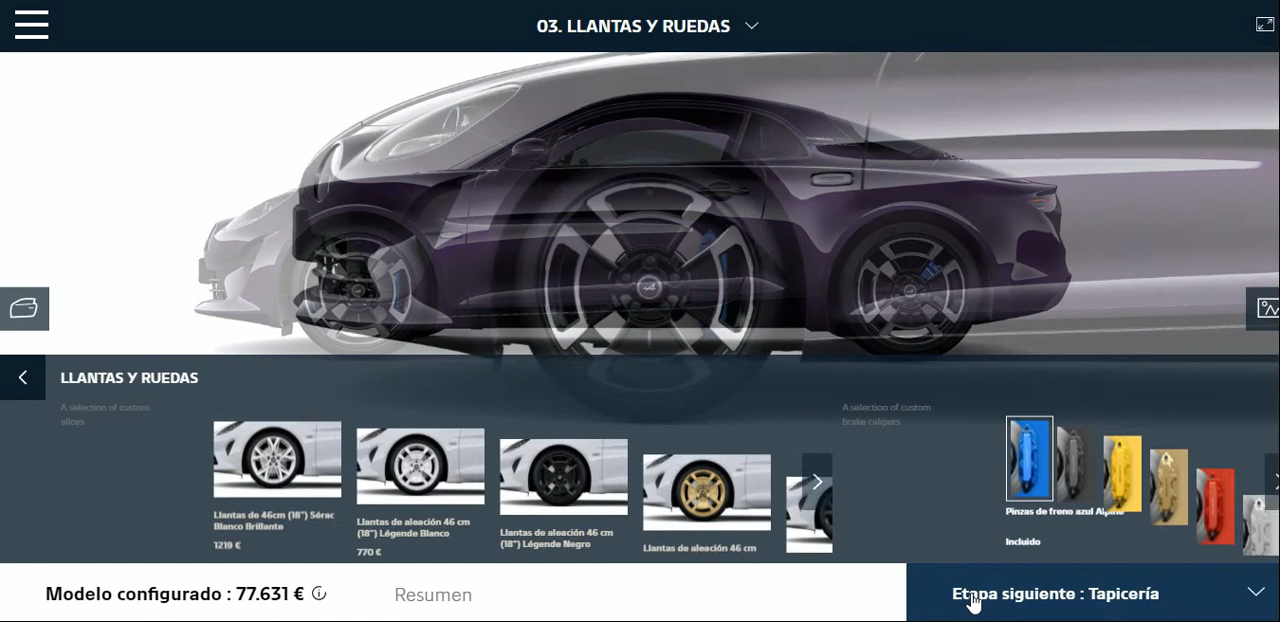 03. LLANTAS Y RUEDAS
LLANTAS Y RUEDAS
A selection of custom
alloys
Llantas de 46cm (18") Sérac
Blanco Brillante
1219 €
Llantas de aleación 46 cm
(18") Légende Blanco
770 €
Llantas de aleación 46 cm
(18") Légende Negro
Llantas de aleación 46 cm
A selection of custom
brake calipers
Pinzas de freno azul Alpine
Incluido
Modelo configurado : 77.631 €
Resumen
Etapa siguiente : Tapicería